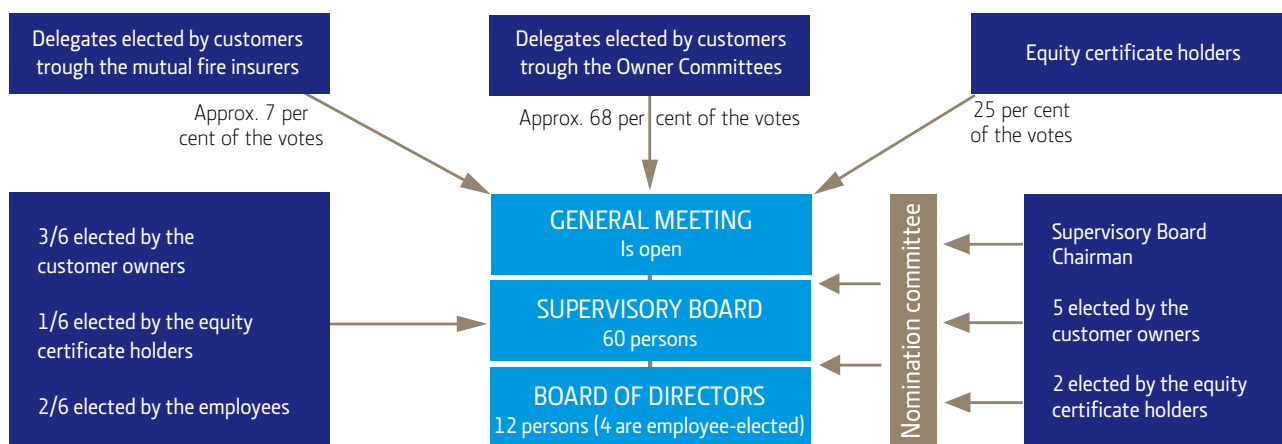 Delegates elected by customers
trough the mutual fire insurers
Delegates elected by customers
trough the Owner Committees
Equity certificate holders
Approx. 7 per
cent of the votes
Approx. 68 per cent of the votes
25 per cent
of the votes
3/6 elected by the
customer owners
1/6 elected by the equity
certificate holders
2/6 elected by the employees
GENERAL MEETING
Is open
SUPERVISORY BOARD
60 persons
BOARD OF DIRECTORS
12 persons (4 are employee-elected)
Nomination committee
Supervisory Board
Chairman
5 elected by the
customer owners
2 elected by the equity
certificate holders